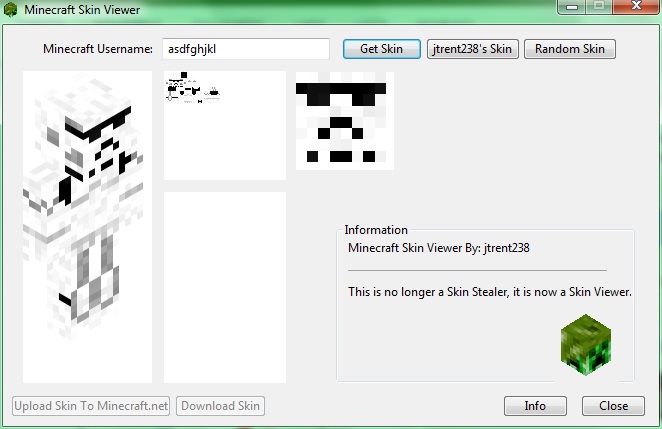 Minecraft Skin Viewer
Minecraft Username: asdfghjkl Get Skin jtrent238's Skin Random Skin
Information
Minecraft Skin Viewer By: jtrent238
This is no longer a Skin Stealer, it is now a Skin Viewer.
Upload Skin To Minecraft.net Download Skin Info Close